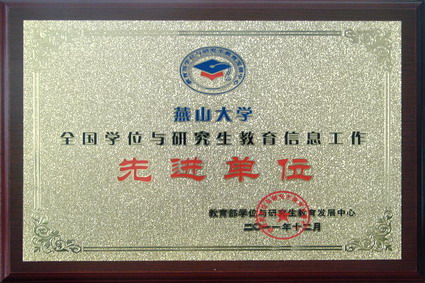 燕山大学
全国学位与研究生教育信息工作
先进单位
教育部学位与研究生教育发展中心
二〇一一年十二月